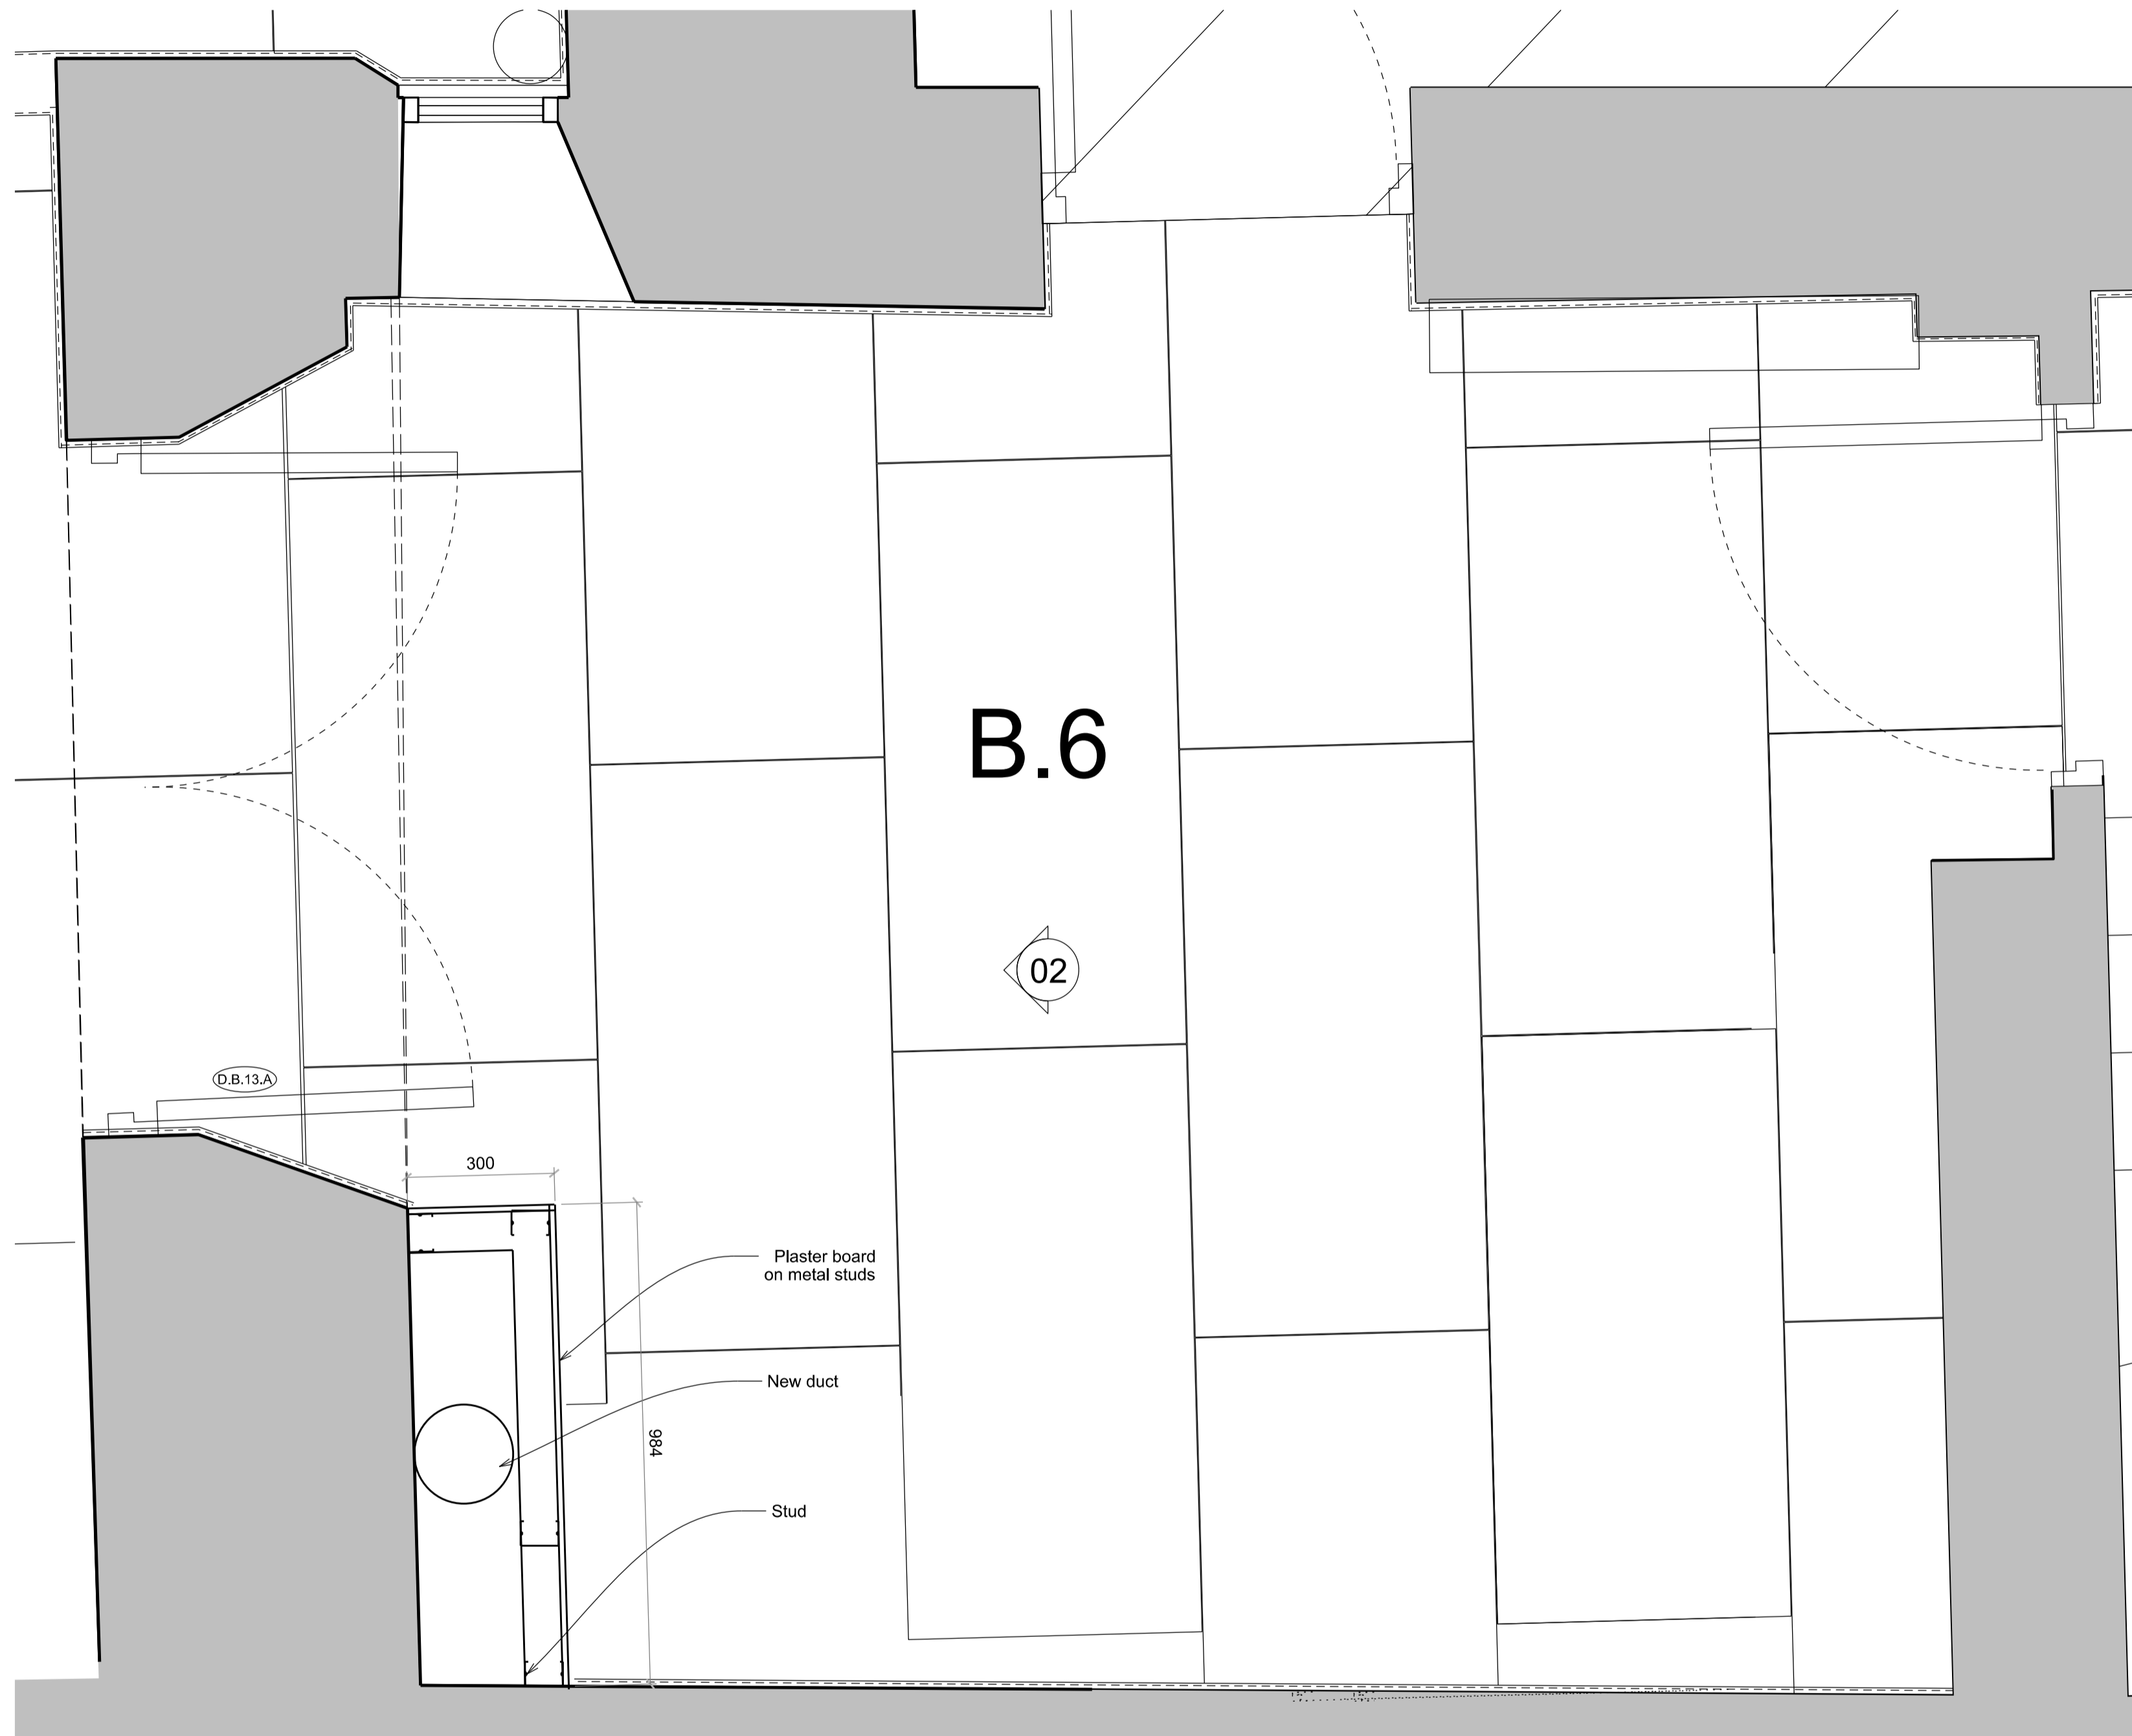 B.6
02
D.B.13.A
300
Plaster board
on metal studs
New duct
984
Stud